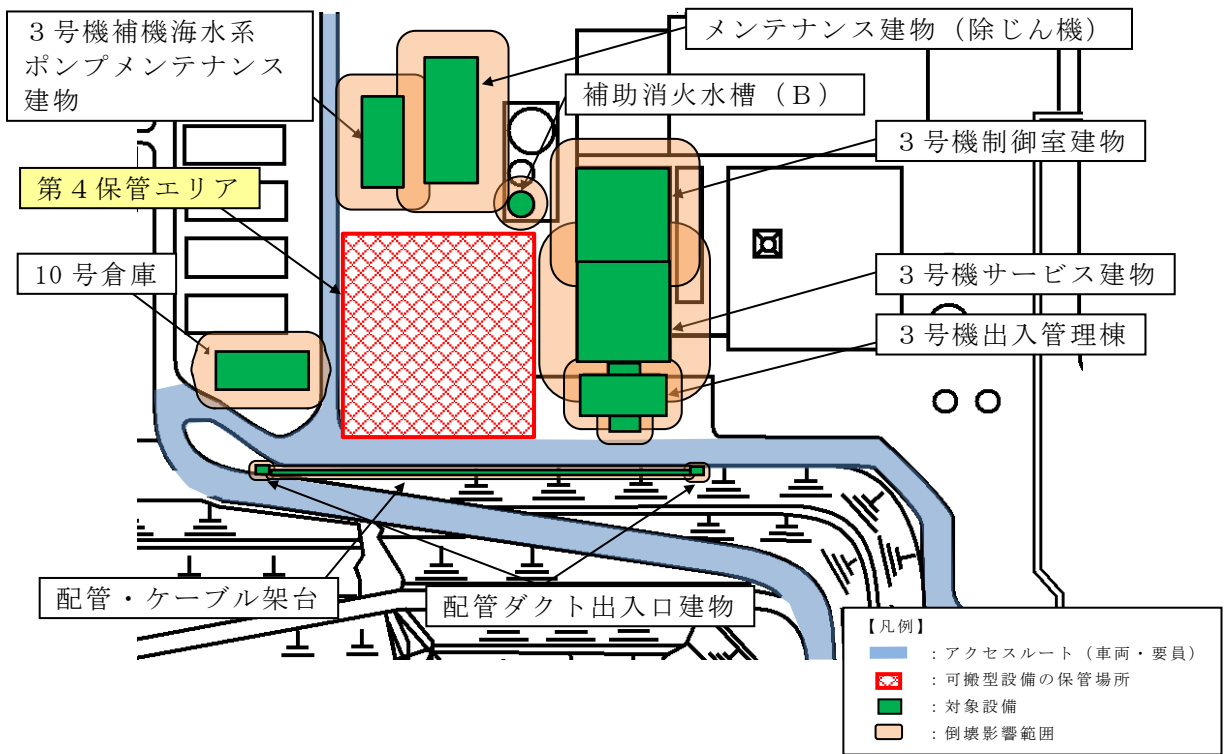 ３号機補機海水系
ポンプメンテナンス
建物
メンテナンス建物（除じん機）
補助消火水槽（Ｂ）
３号機制御室建物
第４保管エリア
10 号倉庫
３号機サービス建物
３号機出入管理棟
配管・ケーブル架台
配管ダクト出入口建物
【凡例】
：アクセスルート（車両・要員）
：可搬型設備の保管場所
：対象設備
：倒壊影響範囲